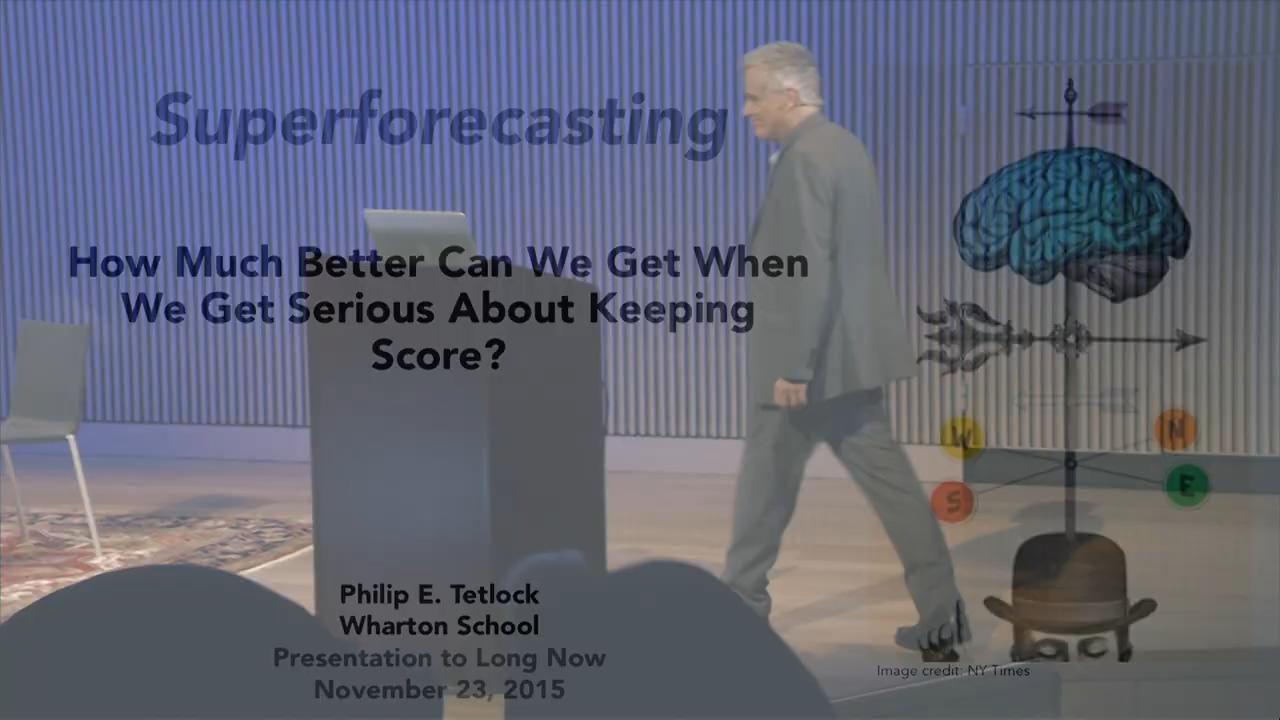 Superforecasting
How Much Better Can We Get When
We Get Serious About Keeping
Score?
W
N
S
E
Philip E. Tetlock
Wharton School
Presentation to Long Now
November 23, 2015
Image credit: NY Times